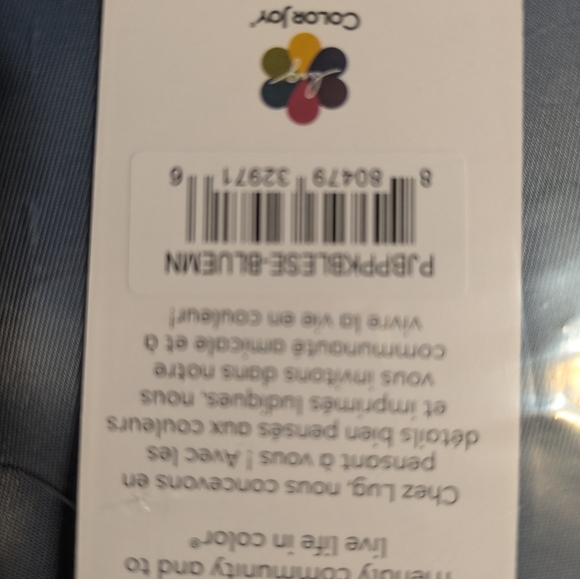 friendly community and to
live life in color®
Chez Lug, nous concevons en
pensant à vous ! Avec les
détails bien pensés aux couleurs
et imprimés ludiques, nous
vous invitons dans notre
communauté amicale et à
vivre la vie en couleur!
PJBPPKBLESE-BLUEMN
8 80479 32971 6
lug
COLORJOY